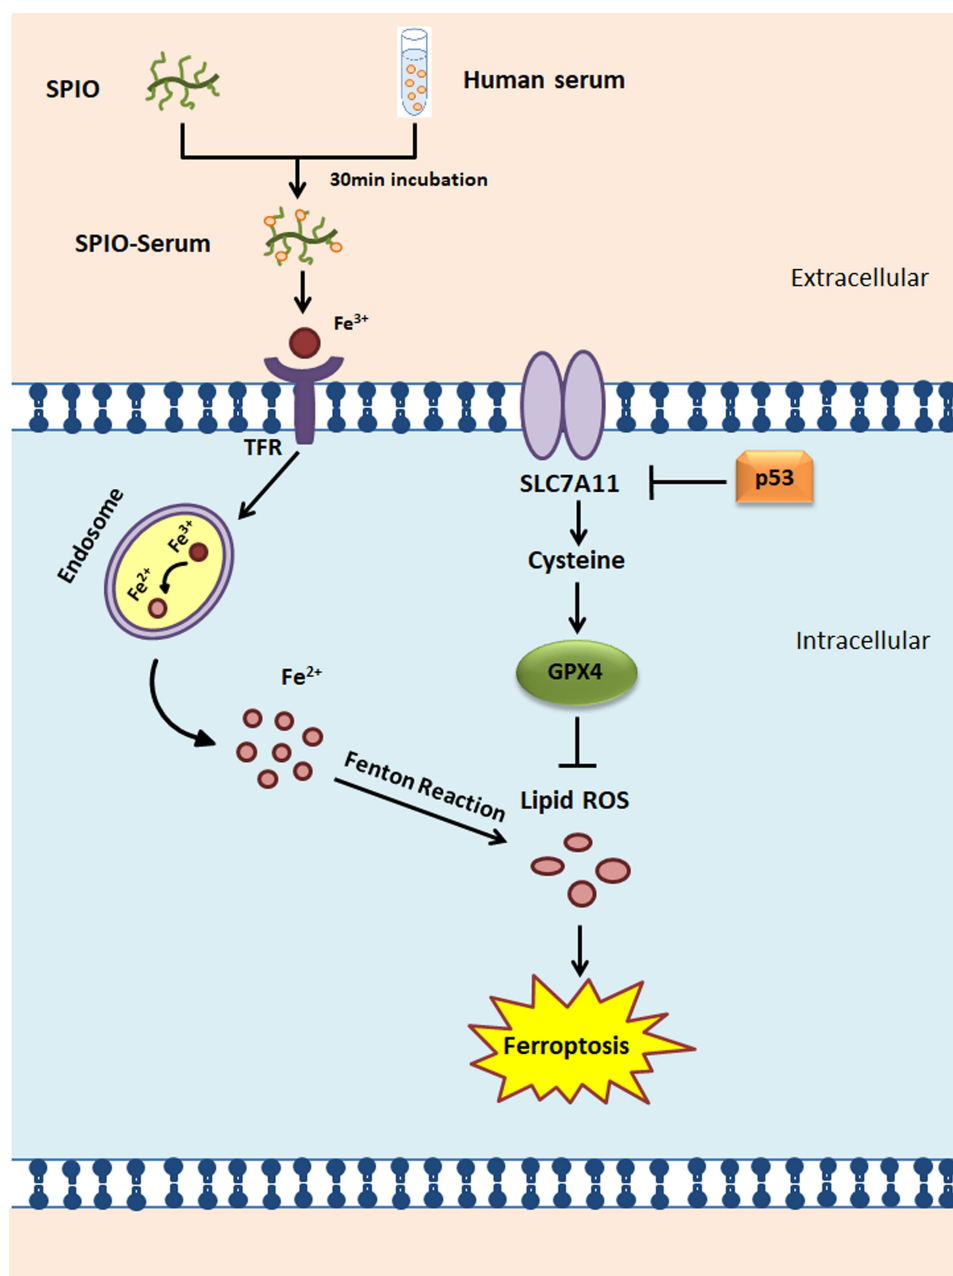 SPIO
Human serum
30min incubation
SPIO-Serum
Extracellular
Fe³⁺
TFR
SLC7A11
p53
Endosome
Fe³⁺
Fe²⁺
Cysteine
Intracellular
GPX4
Fe²⁺
Fenton Reaction
Lipid ROS
Ferroptosis